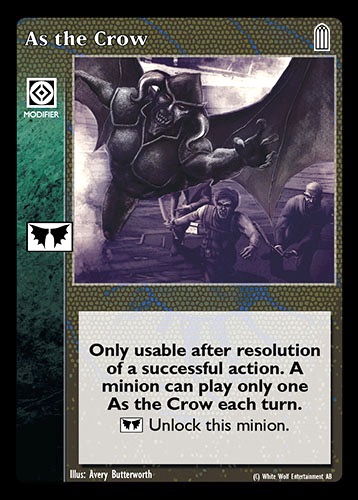 As the Crow
MODIFIER
Only usable after resolution
of a successful action. A
minion can play only one
As the Crow each turn.
Unlock this minion.
Illus: Avery Butterworth
(C) White Wolf Entertainment AB